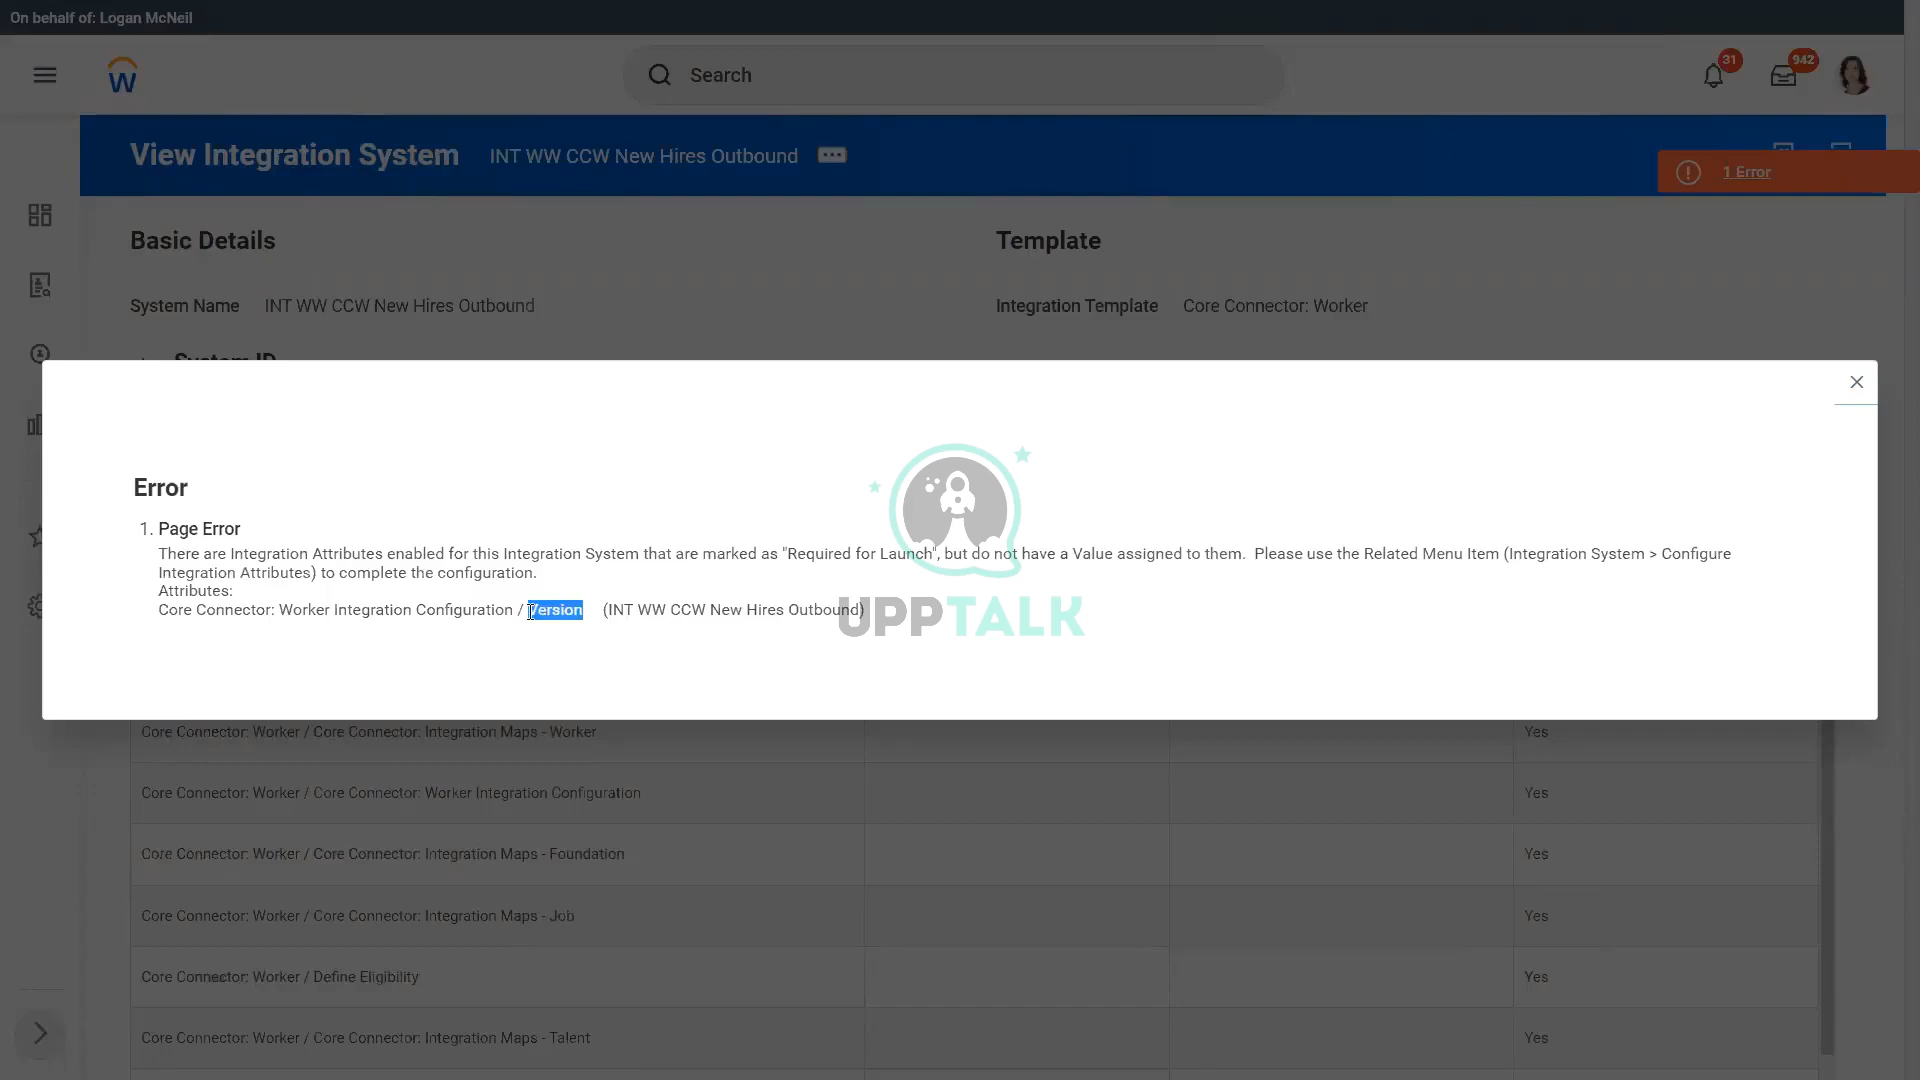 On behalf of: Logan McNeil
W
Search
31
942
View Integration System INT WW CCW New Hires Outbound
1 Error
Basic Details
Template
System Name INT WW CCW New Hires Outbound
Integration Template Core Connector: Worker
System ID
Error
1. Page Error
There are Integration Attributes enabled for this Integration System that are marked as "Required for Launch", but do not have a Value assigned to them.  Please use the Related Menu Item (Integration System > Configure
Integration Attributes) to complete the configuration.
Attributes:
Core Connector: Worker Integration Configuration / Version (INT WW CCW New Hires Outbound)
UPPTALK
Core Connector: Worker / Core Connector: Integration Maps - Worker Yes
Core Connector: Worker / Core Connector: Worker Integration Configuration Yes
Core Connector: Worker / Core Connector: Integration Maps - Foundation Yes
Core Connector: Worker / Core Connector: Integration Maps - Job Yes
Core Connector: Worker / Define Eligibility Yes
Core Connector: Worker / Core Connector: Integration Maps - Talent Yes